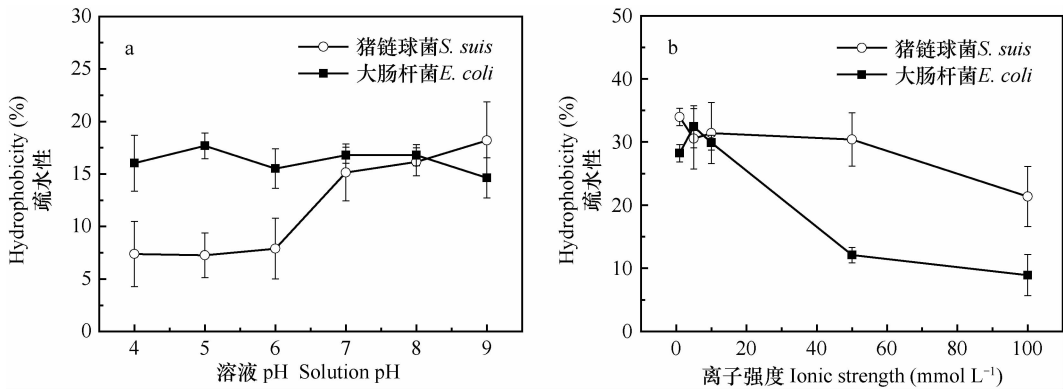 a
猪链球菌S. suis
大肠杆菌E. coli
Hydrophobicity (%)
疏水性
30
25
20
15
10
5
0
4 5 6 7 8 9
溶液 pH Solution pH
b
猪链球菌S. suis
大肠杆菌E. coli
Hydrophobicity (%)
疏水性
50
40
30
20
10
0
0 20 40 60 80 100
离子强度 Ionic strength (mmol L⁻¹)